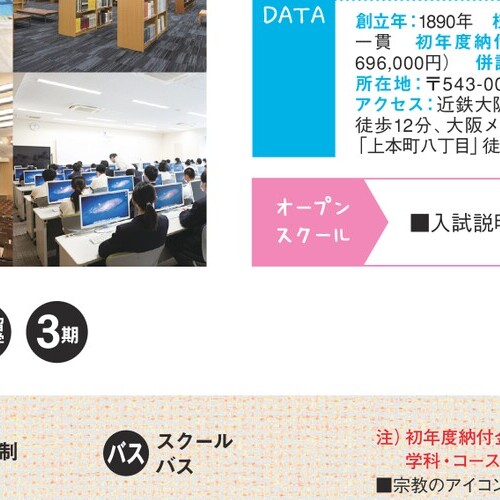 DATA
創立年：1890年
一貫 初年度納付
696,000円） 併
所在地：〒543-00
アクセス：近鉄大阪
徒歩12分、大阪メ
「上本町八丁目」徒
オープン
スクール
■入試説明
3期
制
バス スクール
バス
注）初年度納付金
学科・コース
■宗教のアイコン